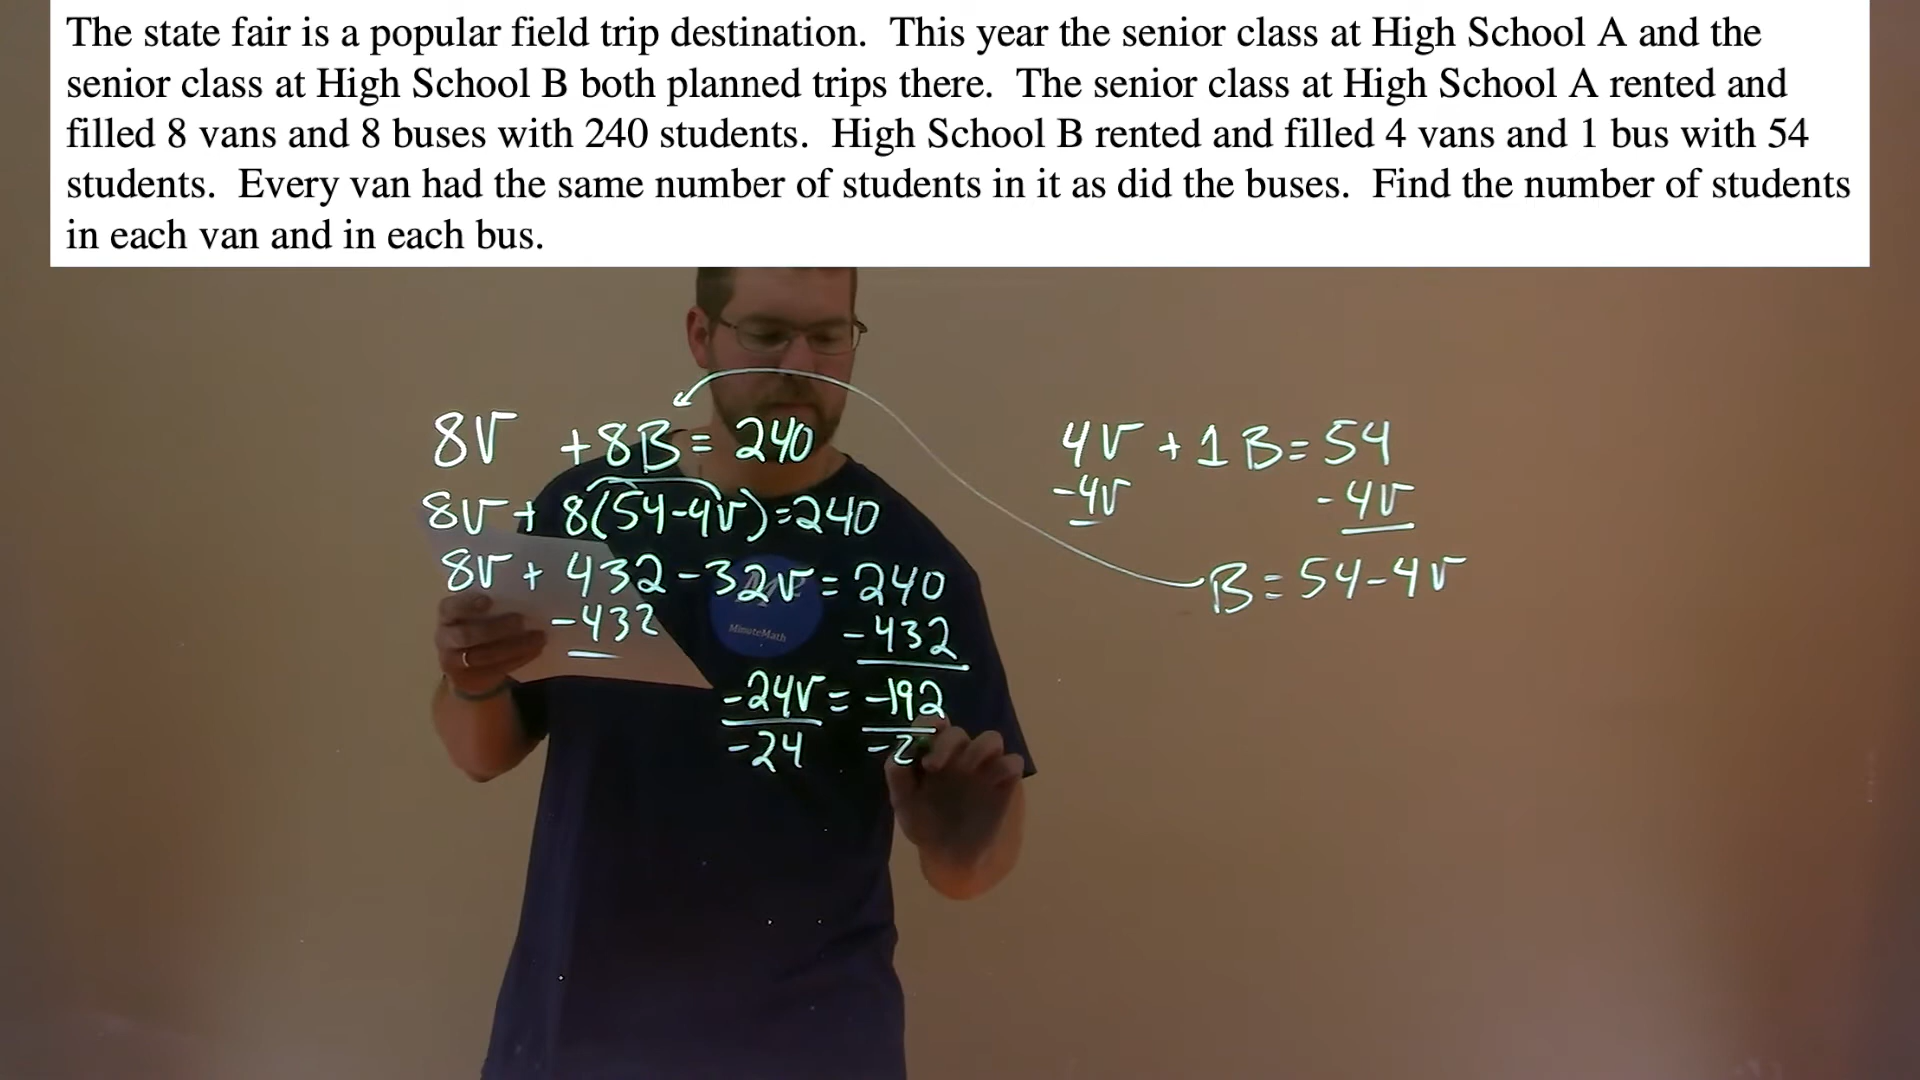 The state fair is a popular field trip destination. This year the senior class at High School A and the
senior class at High School B both planned trips there. The senior class at High School A rented and
filled 8 vans and 8 buses with 240 students. High School B rented and filled 4 vans and 1 bus with 54
students. Every van had the same number of students in it as did the buses. Find the number of students
in each van and in each bus.
8V + 8B = 240
8V + 8(54-4V) = 240
8V + 432 - 32V = 240
-432 -432
-24V = -192
-24 -2
4V + 1B = 54
-4V -4V
B = 54-4V
MinuteMath